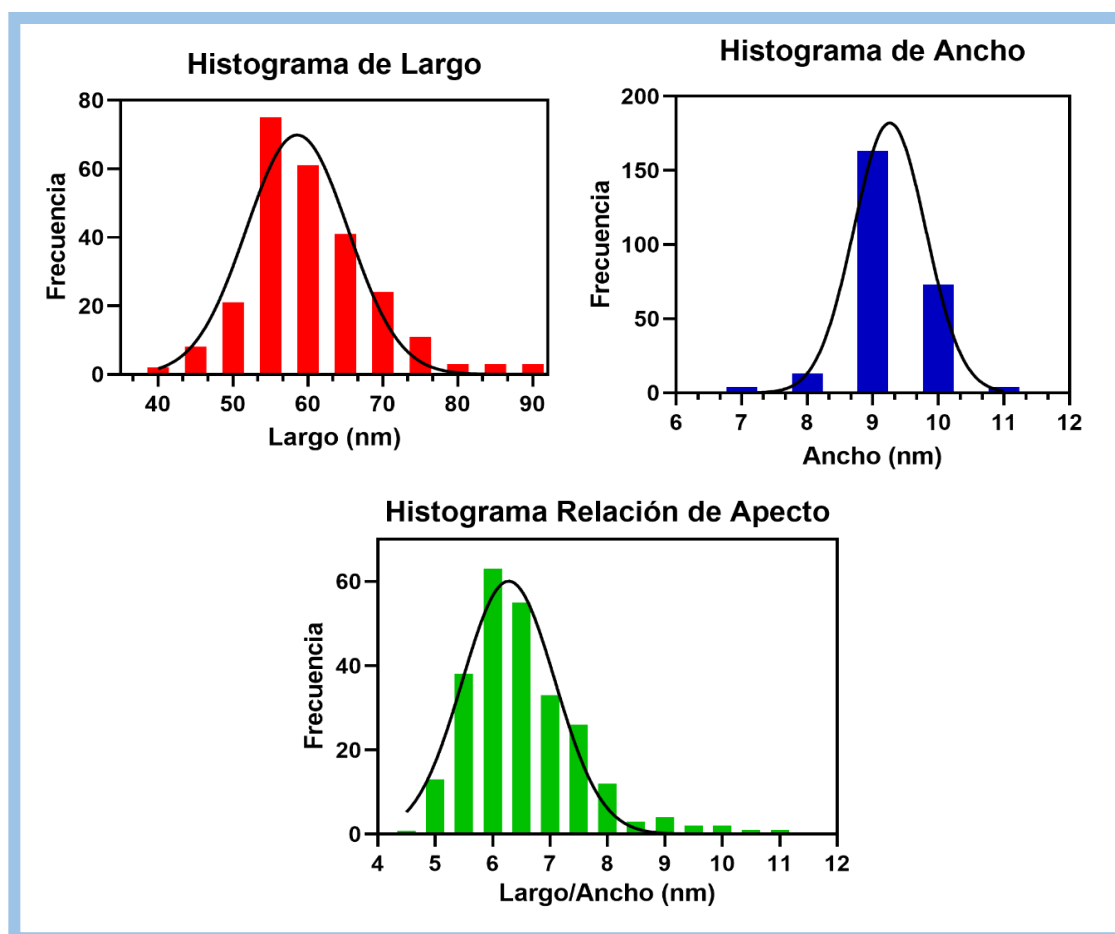 Histograma de Largo
Frecuencia
80
60
40
20
0
40 50 60 70 80 90
Largo (nm)
Histograma de Ancho
Frecuencia
200
150
100
50
0
6 7 8 9 10 11 12
Ancho (nm)
Histograma Relación de Apecto
Frecuencia
60
40
20
0
4 5 6 7 8 9 10 11 12
Largo/Ancho (nm)